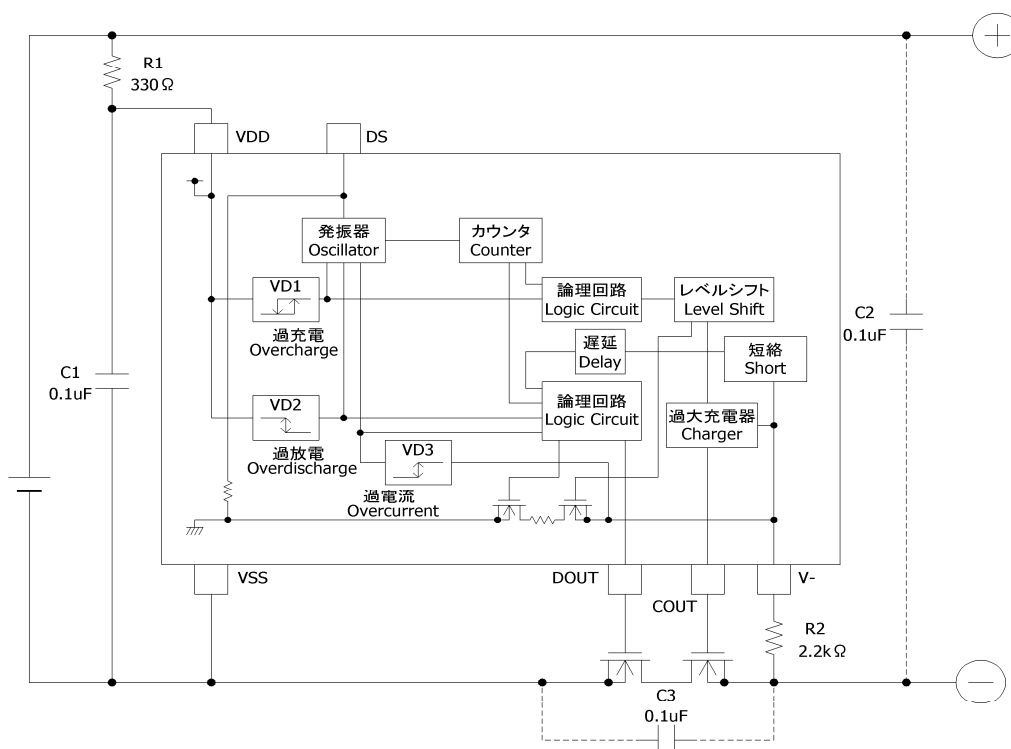 R1
330Ω
VDD
DS
発振器
Oscillator
カウンタ
Counter
VD1
過充電
Overcharge
論理回路
Logic Circuit
レベルシフト
Level Shift
C2
0.1uF
遅延
Delay
短絡
Short
C1
0.1uF
VD2
過放電
Overdischarge
論理回路
Logic Circuit
過大充電器
Charger
VD3
過電流
Overcurrent
VSS
DOUT
COUT
V-
R2
2.2kΩ
C3
0.1uF